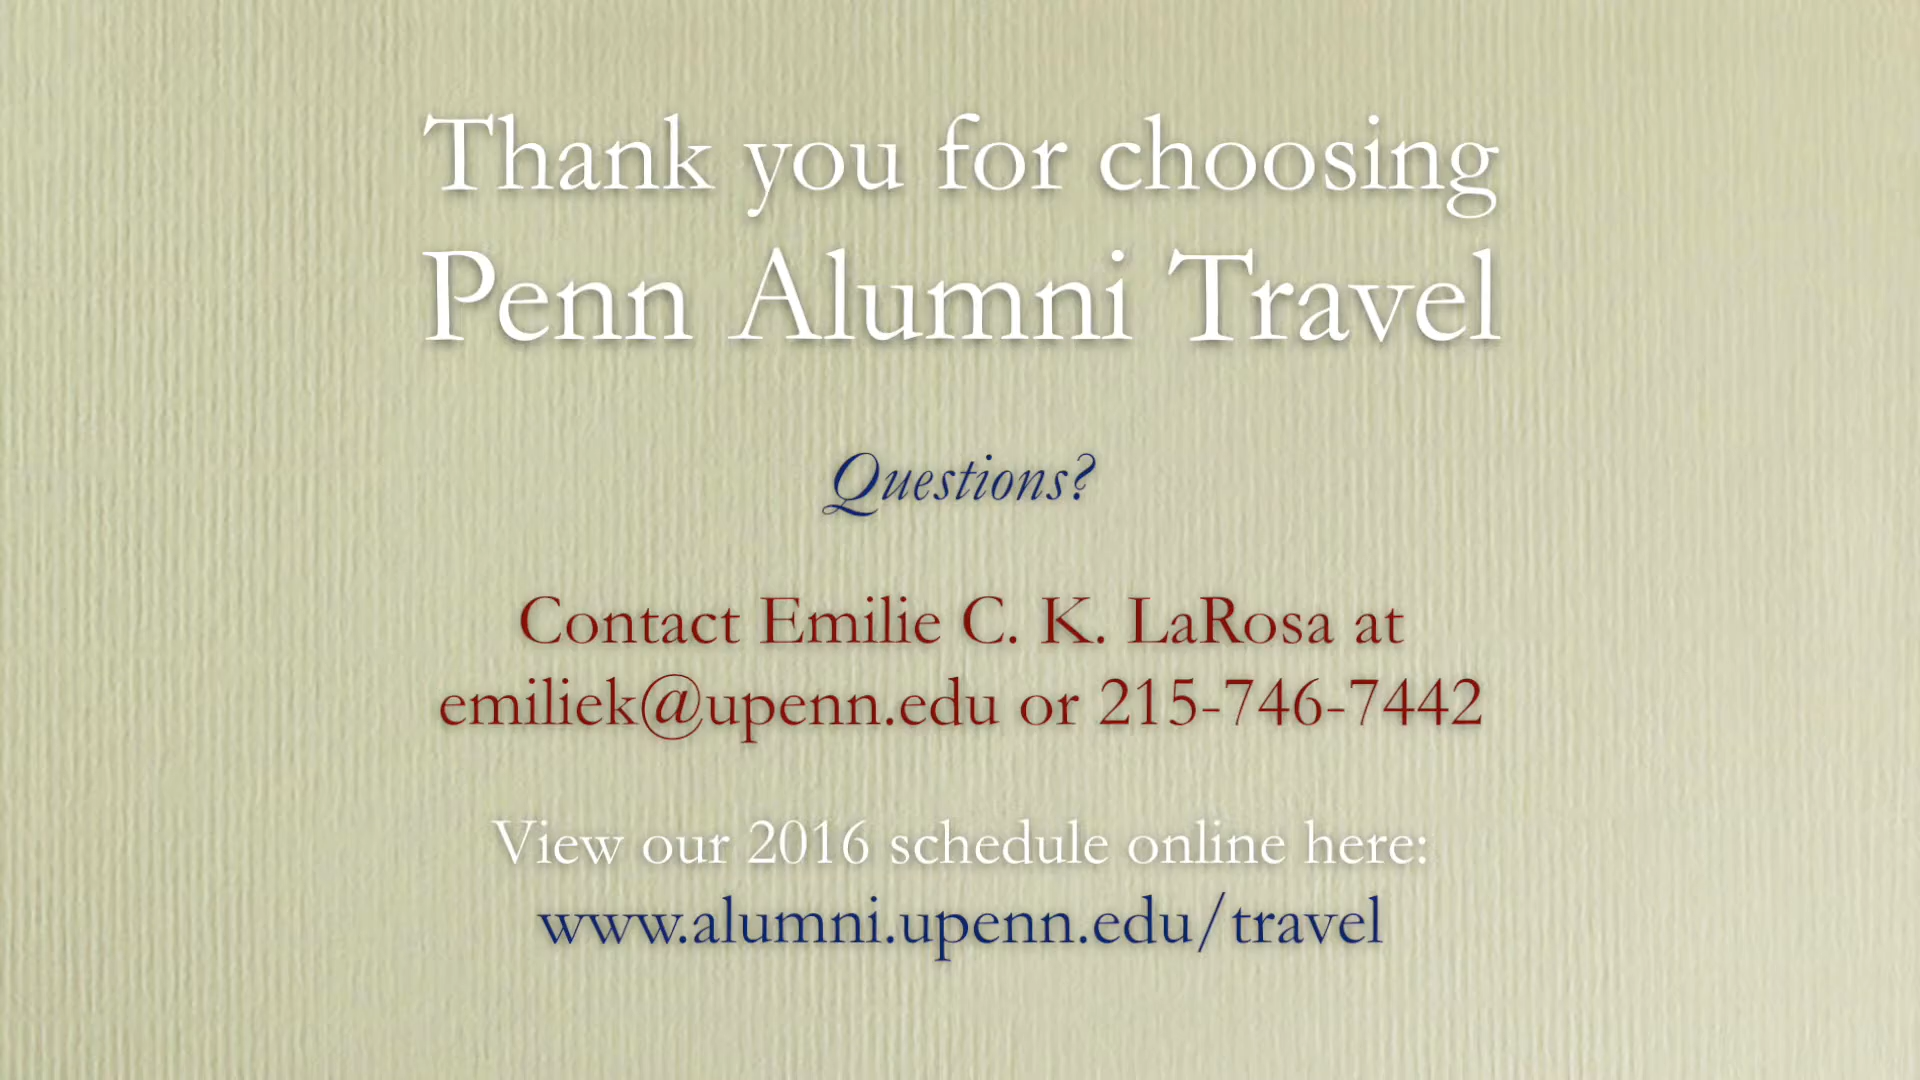 Thank you for choosing
Penn Alumni Travel
Questions?
Contact Emilie C. K. LaRosa at
emiliek@upenn.edu or 215-746-7442
View our 2016 schedule online here:
www.alumni.upenn.edu/travel